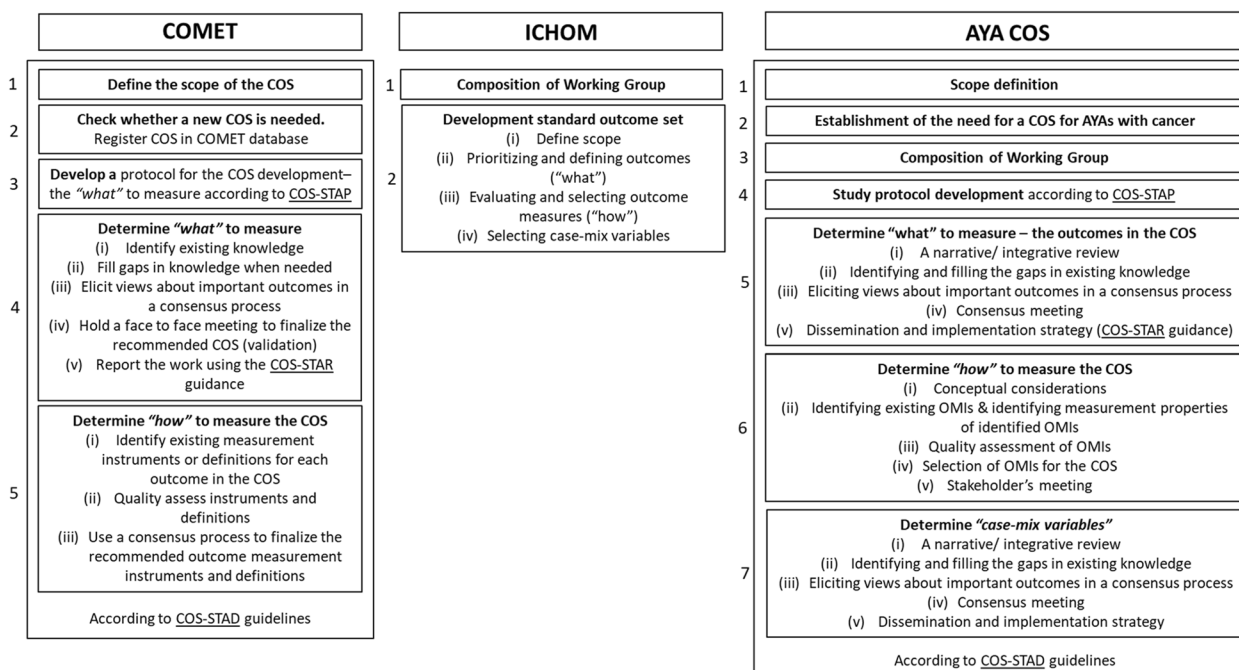 COMET
1
Define the scope of the COS
2
Check whether a new COS is needed.
Register COS in COMET database
3
Develop a protocol for the COS development–
the “what” to measure according to COS-STAP
4
Determine “what” to measure
(i) Identify existing knowledge
(ii) Fill gaps in knowledge when needed
(iii) Elicit views about important outcomes in
a consensus process
(iv) Hold a face to face meeting to finalize the
recommended COS (validation)
(v) Report the work using the COS-STAR
guidance
5
Determine “how” to measure the COS
(i) Identify existing measurement
instruments or definitions for each
outcome in the COS
(ii) Quality assess instruments and
definitions
(iii) Use a consensus process to finalize the
recommended outcome measurement
instruments and definitions
According to COS-STAD guidelines
ICHOM
1
Composition of Working Group
2
Development standard outcome set
(i) Define scope
(ii) Prioritizing and defining outcomes
(“what”)
(iii) Evaluating and selecting outcome
measures (“how”)
(iv) Selecting case-mix variables
AYA COS
1
Scope definition
2
Establishment of the need for a COS for AYAs with cancer
3
Composition of Working Group
4
Study protocol development according to COS-STAP
5
Determine “what” to measure – the outcomes in the COS
(i) A narrative/ integrative review
(ii) Identifying and filling the gaps in existing knowledge
(iii) Eliciting views about important outcomes in a consensus process
(iv) Consensus meeting
(v) Dissemination and implementation strategy (COS-STAR guidance)
6
Determine “how” to measure the COS
(i) Conceptual considerations
(ii) Identifying existing OMIs & identifying measurement properties
of identified OMIs
(iii) Quality assessment of OMIs
(iv) Selection of OMIs for the COS
(v) Stakeholder’s meeting
7
Determine “case-mix variables”
(i) A narrative/ integrative review
(ii) Identifying and filling the gaps in existing knowledge
(iii) Eliciting views about important outcomes in a consensus process
(iv) Consensus meeting
(v) Dissemination and implementation strategy
According to COS-STAD guidelines